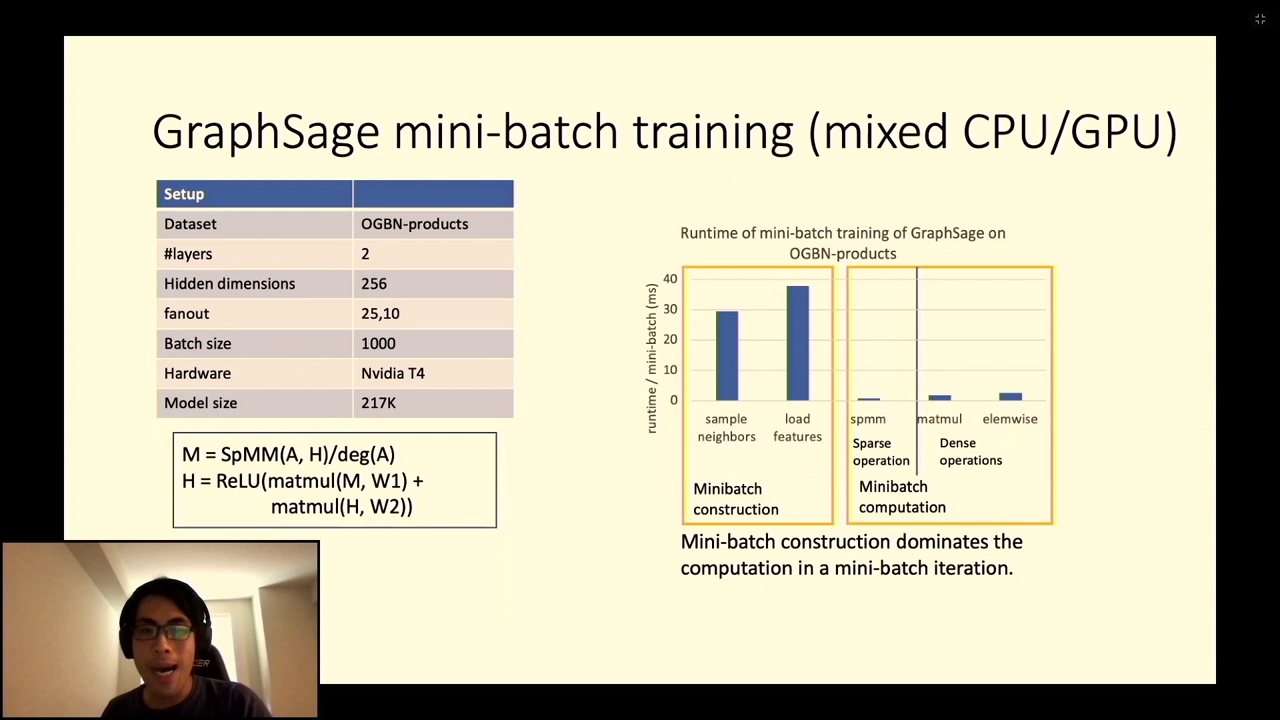 GraphSage mini-batch training (mixed CPU/GPU)
Setup
Dataset OGBN-products
#layers 2
Hidden dimensions 256
fanout 25,10
Batch size 1000
Hardware Nvidia T4
Model size 217K
M = SpMM(A, H)/deg(A)
H = ReLU(matmul(M, W1) +
matmul(H, W2))
Runtime of mini-batch training of GraphSage on
OGBN-products
runtime / mini-batch (ms)
40
30
20
10
0
sample
neighbors
load
features
spmm
matmul
elemwise
Sparse
operation
Dense
operations
Minibatch
construction
Minibatch
computation
Mini-batch construction dominates the
computation in a mini-batch iteration.